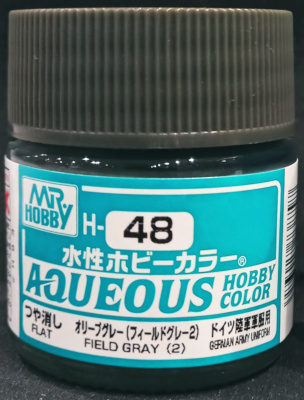 MR.
HOBBY
H-48
水性ホビーカラー®
AQUEOUS HOBBY COLOR
つや消し
FLAT
オリーブグレー(フィールドグレー2)
FIELD GRAY (2)
ドイツ陸軍軍服用
GERMAN ARMY UNIFORM